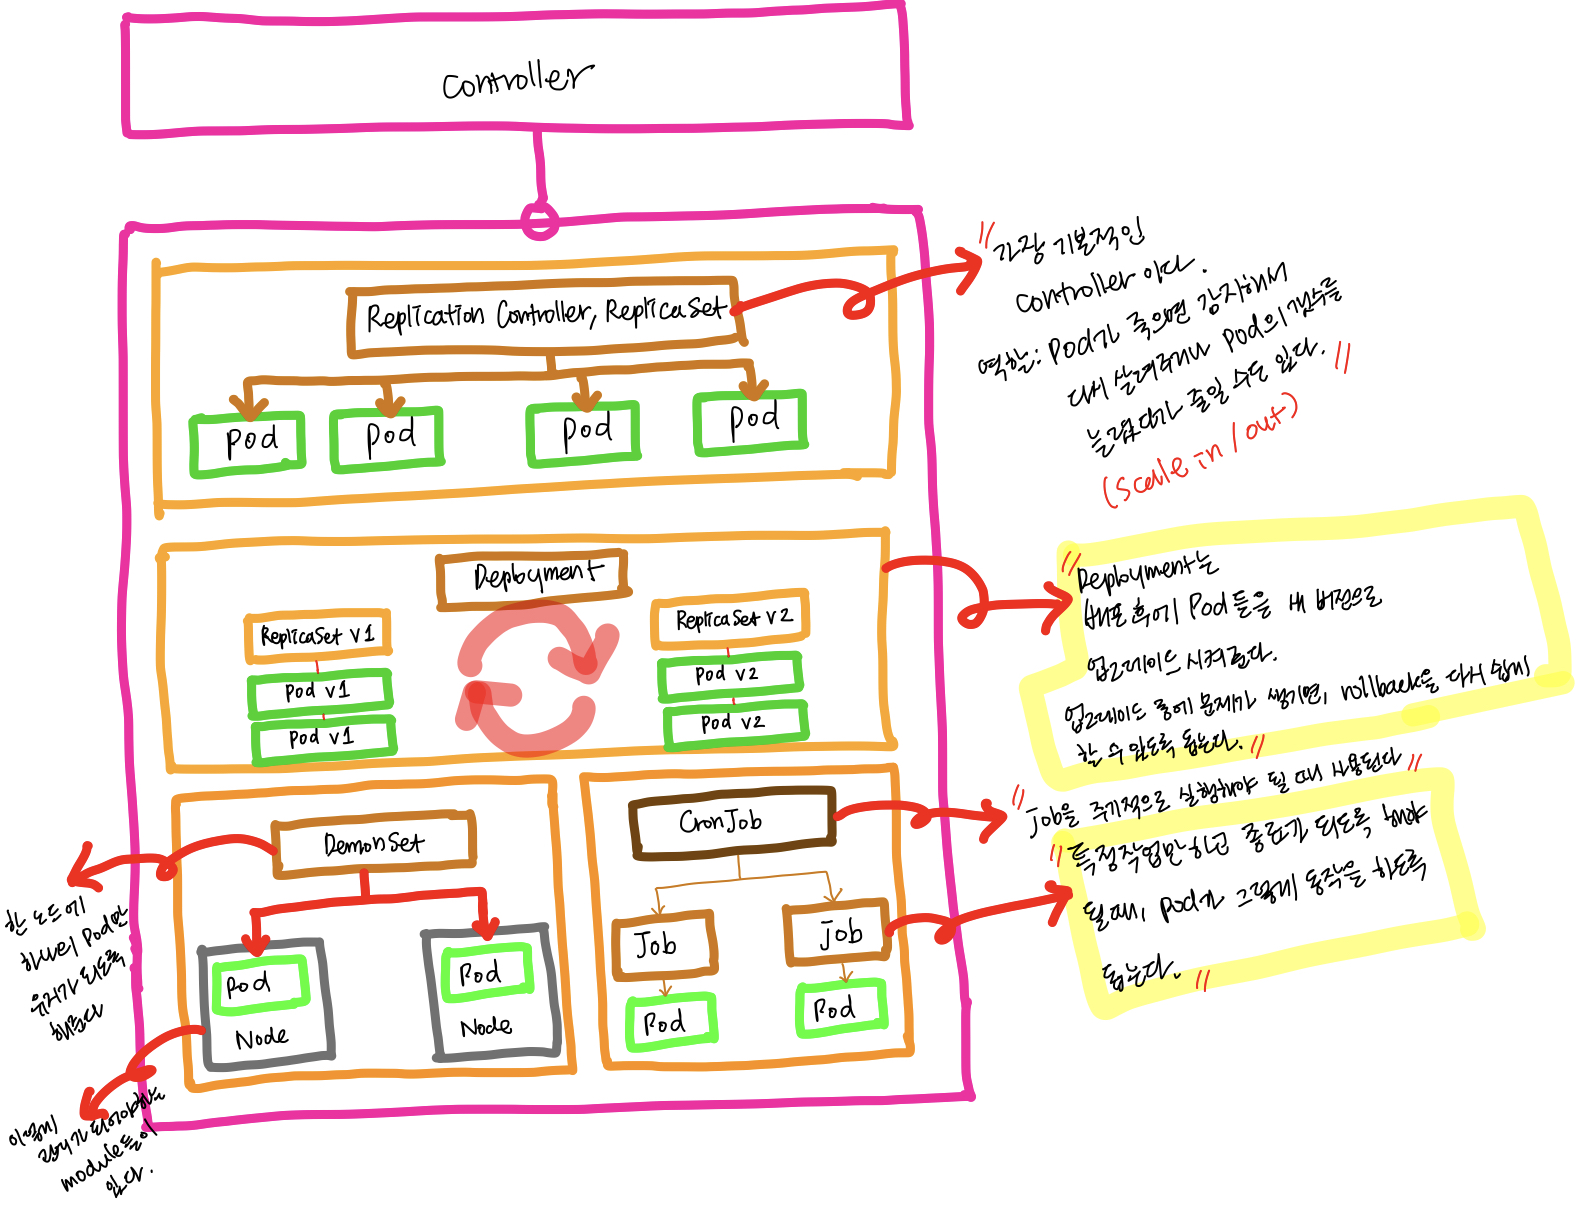 Controller
Replication Controller, ReplicaSet
Pod
Pod
Pod
Pod
" 가장 기본적인
Controller 이다.
역할: Pod가 죽으면 감지해서
다시 살려주거나 Pod의 갯수를
늘렸다가 줄일 수도 있다. "
(scale in / out)
Deployment
ReplicaSet v1
Pod v1
Pod v1
ReplicaSet v2
Pod v2
Pod v2
" Deployment는
배포 후에 Pod 들을 새 버전으로
업그레이드 시켜준다.
업그레이드 중에 문제가 생기면, rollback을 다시 쉽게
할 수 있도록 돕는다. "
DemonSet
Pod
Node
Pod
Node
한 노드에
하나의 Pod만
유지가 되도록
해준다
이렇게
관리가 되어야하는
module들이
있다.
CronJob
Job
Pod
job
Pod
" job을 주기적으로 실행해야 될 때 사용된다 "
" 특정작업만하고 종료가 되도록 해야
될 때, Pod가 그렇게 동작을 하도록
돕는다. "